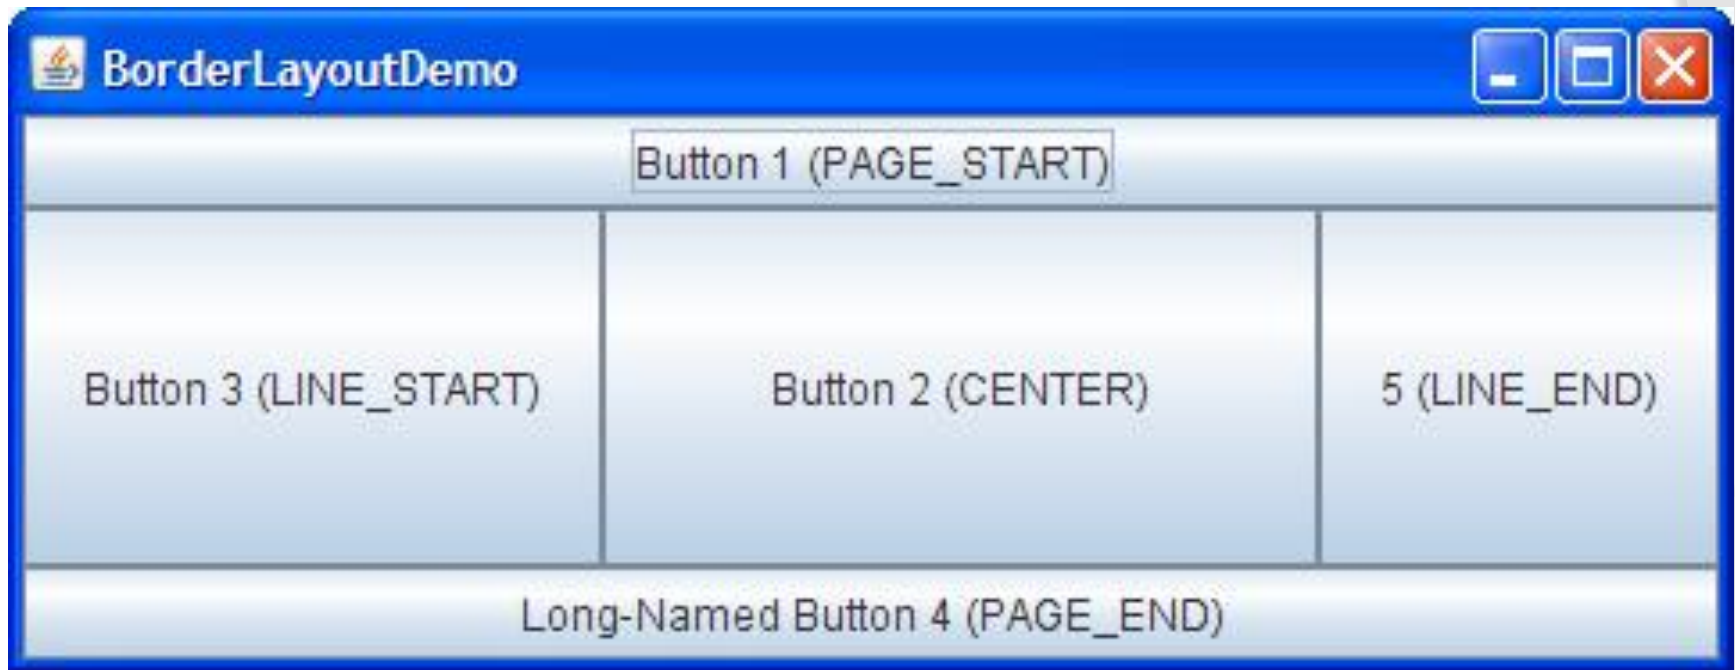 BorderLayoutDemo
Button 1 (PAGE_START)
Button 3 (LINE_START)
Button 2 (CENTER)
5 (LINE_END)
Long-Named Button 4 (PAGE_END)